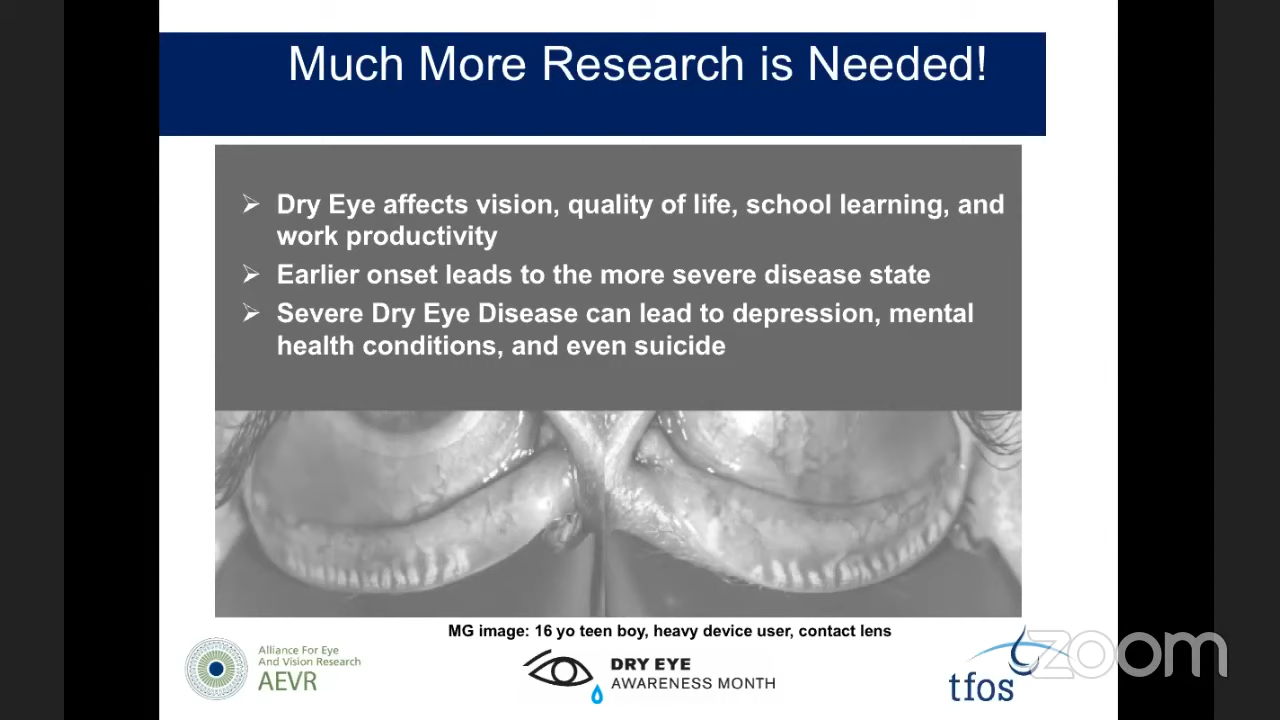 Much More Research is Needed!
➢ Dry Eye affects vision, quality of life, school learning, and
work productivity
➢ Earlier onset leads to the more severe disease state
➢ Severe Dry Eye Disease can lead to depression, mental
health conditions, and even suicide
MG image: 16 yo teen boy, heavy device user, contact lens
Alliance For Eye
And Vision Research
AEVR
DRY EYE
AWARENESS MONTH
tfos
zoom